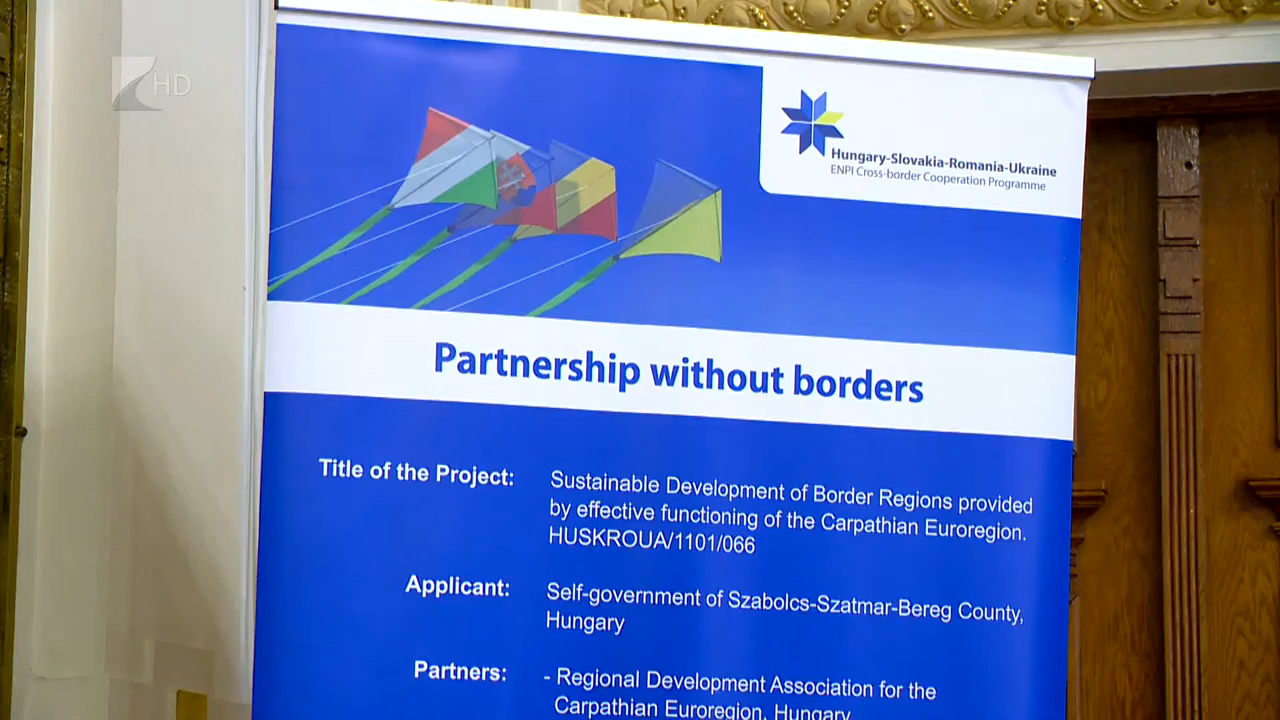 HD
Hungary-Slovakia-Romania-Ukraine
ENPI Cross-border Cooperation Programme
Partnership without borders
Title of the Project:
Sustainable Development of Border Regions provided
by effective functioning of the Carpathian Euroregion.
HUSKROUA/1101/066
Applicant:
Self-government of Szabolcs-Szatmar-Bereg County,
Hungary
Partners:
- Regional Development Association for the
Carpathian Euroregion, Hungary